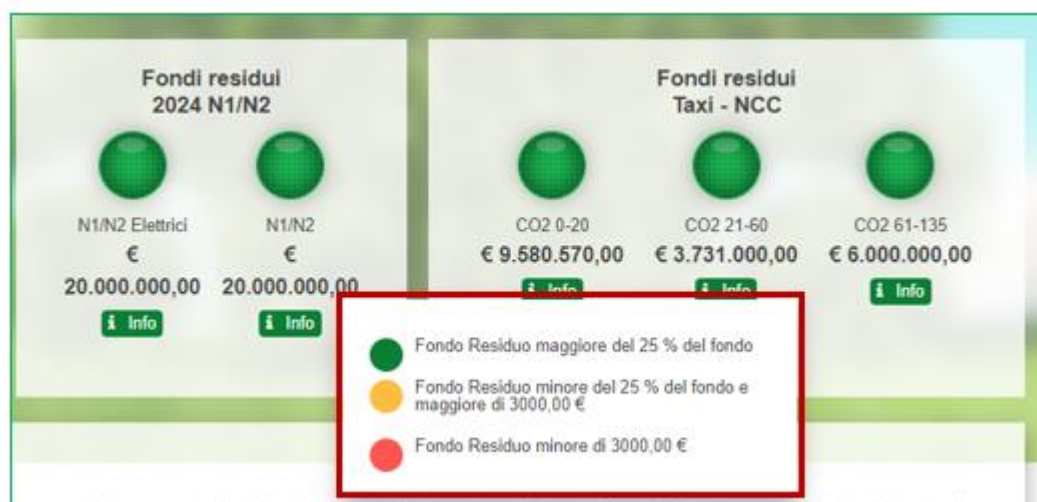 Fondi residui
2024 N1/N2
N1/N2 Elettrici
€
20.000.000,00
i Info
N1/N2
€
20.000.000,00
i Info
Fondi residui
Taxi - NCC
CO2 0-20
€ 9.580.570,00
i Info
CO2 21-60
€ 3.731.000,00
i Info
CO2 61-135
€ 6.000.000,00
i Info
Fondo Residuo maggiore del 25 % del fondo
Fondo Residuo minore del 25 % del fondo e
maggiore di 3000,00 €
Fondo Residuo minore di 3000,00 €